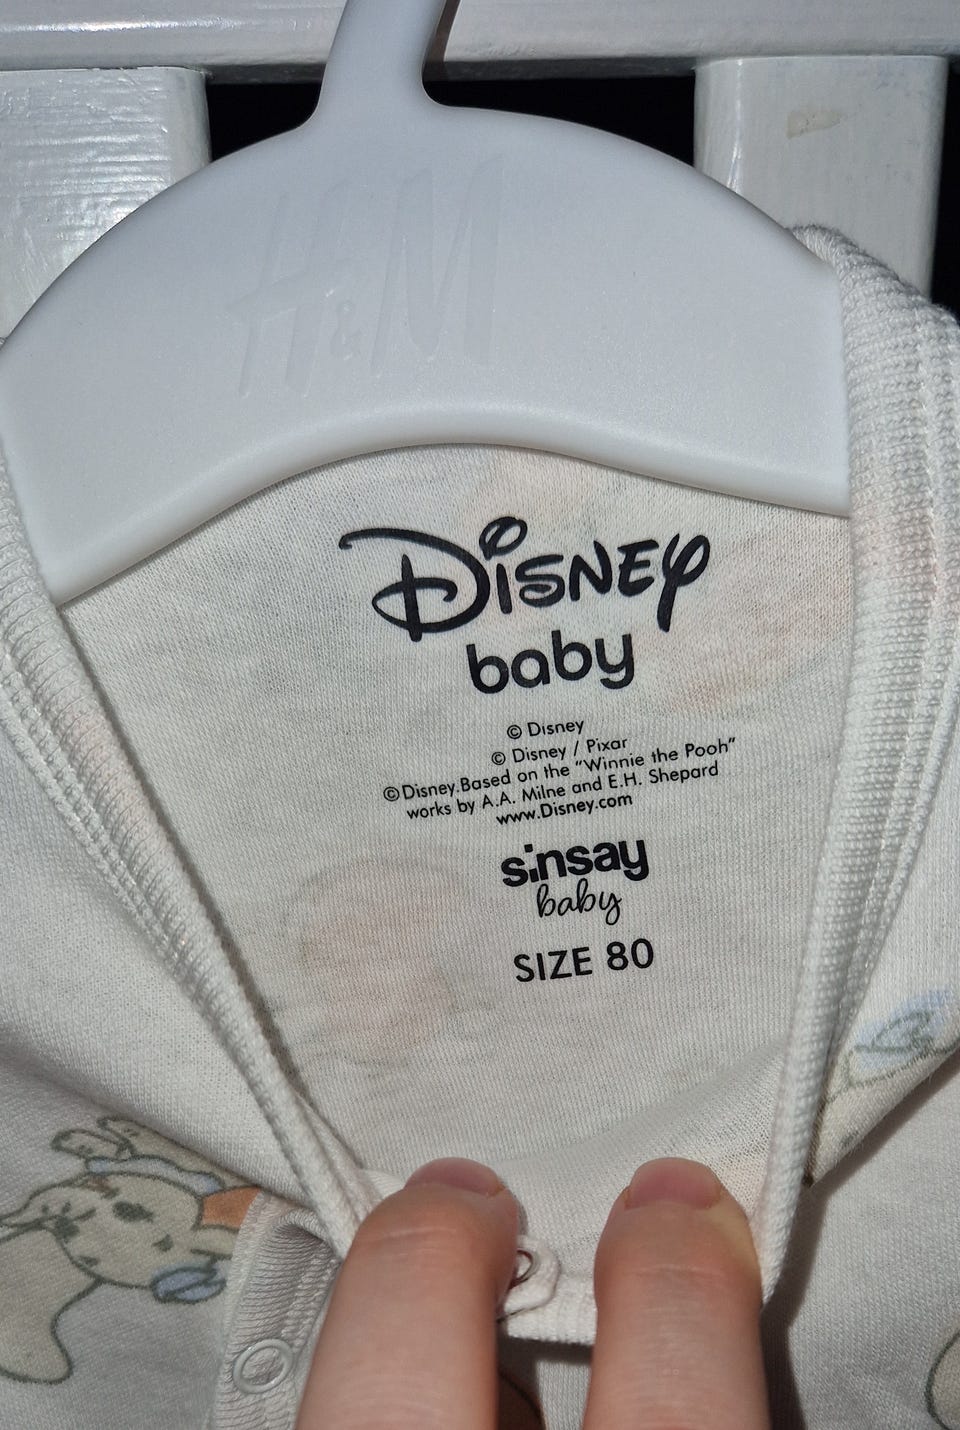 H&M
Disney
baby
© Disney
© Disney / Pixar
©Disney.Based on the "Winnie the Pooh"
works by A.A. Milne and E.H. Shepard
www.Disney.com
sinsay
baby
SIZE 80